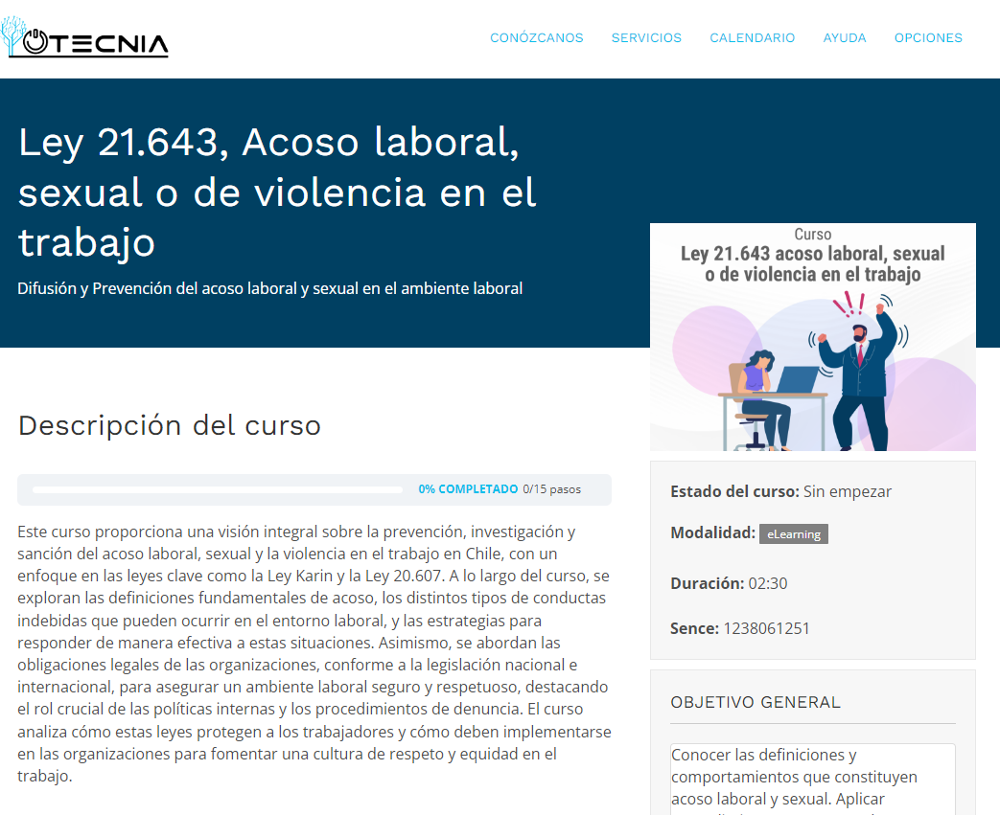 OTECNIA
CONÓZCANOS
SERVICIOS
CALENDARIO
AYUDA
OPCIONES
Ley 21.643, Acoso laboral,
sexual o de violencia en el
trabajo
Difusión y Prevención del acoso laboral y sexual en el ambiente laboral
Curso
Ley 21.643 acoso laboral, sexual
o de violencia en el trabajo
Descripción del curso
0% COMPLETADO 0/15 pasos
Este curso proporciona una visión integral sobre la prevención, investigación y
sanción del acoso laboral, sexual y la violencia en el trabajo en Chile, con un
enfoque en las leyes clave como la Ley Karin y la Ley 20.607. A lo largo del curso, se
exploran las definiciones fundamentales de acoso, los distintos tipos de conductas
indebidas que pueden ocurrir en el entorno laboral, y las estrategias para
responder de manera efectiva a estas situaciones. Asimismo, se abordan las
obligaciones legales de las organizaciones, conforme a la legislación nacional e
internacional, para asegurar un ambiente laboral seguro y respetuoso, destacando
el rol crucial de las políticas internas y los procedimientos de denuncia. El curso
analiza cómo estas leyes protegen a los trabajadores y cómo deben implementarse
en las organizaciones para fomentar una cultura de respeto y equidad en el
trabajo.
Estado del curso: Sin empezar
Modalidad: eLearning
Duración: 02:30
Sence: 1238061251
OBJETIVO GENERAL
Conocer las definiciones y
comportamientos que constituyen
acoso laboral y sexual. Aplicar